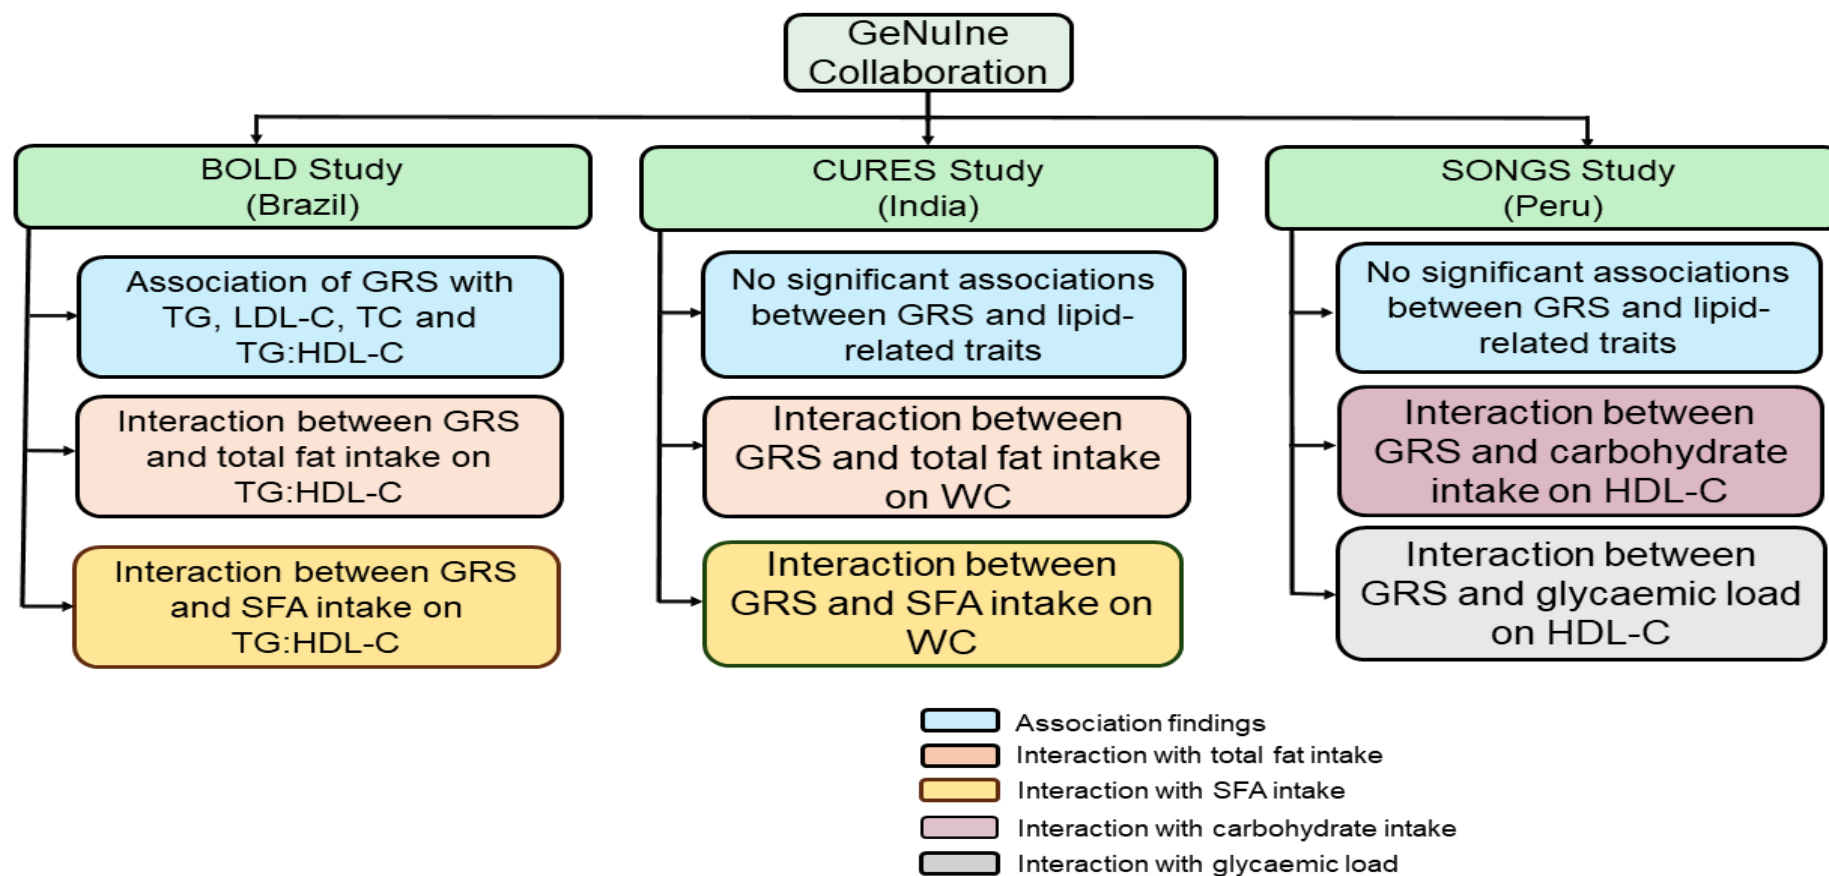 GeNuIne
Collaboration
BOLD Study
(Brazil)
Association of GRS with
TG, LDL-C, TC and
TG:HDL-C
Interaction between GRS
and total fat intake on
TG:HDL-C
Interaction between GRS
and SFA intake on
TG:HDL-C
CURES Study
(India)
No significant associations
between GRS and lipid-
related traits
Interaction between
GRS and total fat intake
on WC
Interaction between
GRS and SFA intake on
WC
SONGS Study
(Peru)
No significant associations
between GRS and lipid-
related traits
Interaction between
GRS and carbohydrate
intake on HDL-C
Interaction between
GRS and glycaemic load
on HDL-C
Association findings
Interaction with total fat intake
Interaction with SFA intake
Interaction with carbohydrate intake
Interaction with glycaemic load